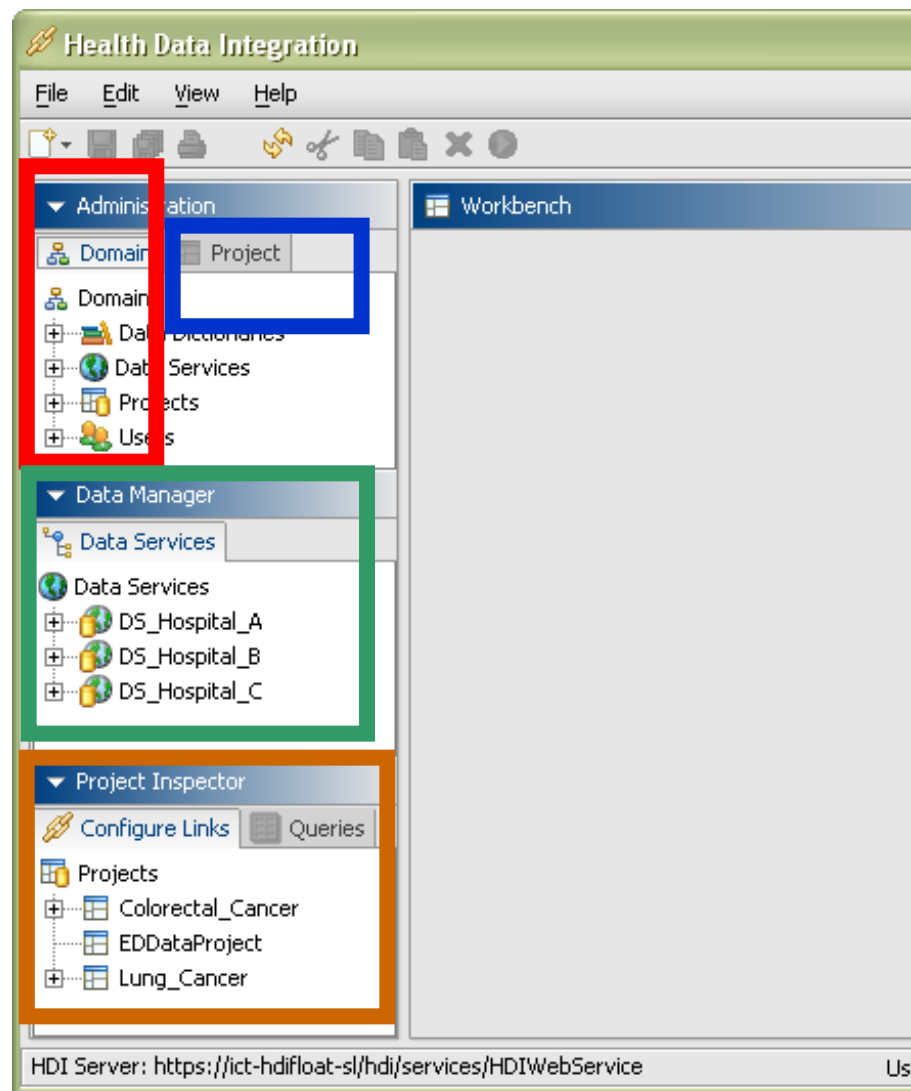 Health Data Integration
File Edit View Help
Administration
Domain Project
Domain
Data Dictionaries
Data Services
Projects
Users
Data Manager
Data Services
Data Services
DS_Hospital_A
DS_Hospital_B
DS_Hospital_C
Project Inspector
Configure Links Queries
Projects
Colorectal_Cancer
EDDataProject
Lung_Cancer
Workbench
HDI Server: https://ict-hdifloat-sl/hdi/services/HDIWebService Us